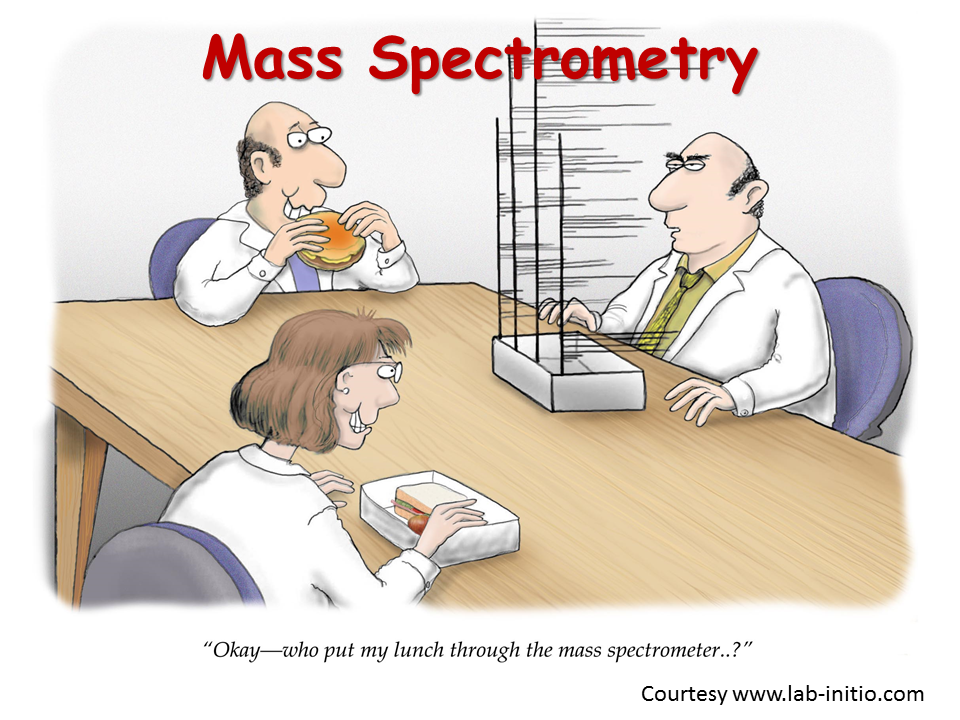 Mass Spectrometry
“Okay—who put my lunch through the mass spectrometer..?”
Courtesy www.lab-initio.com